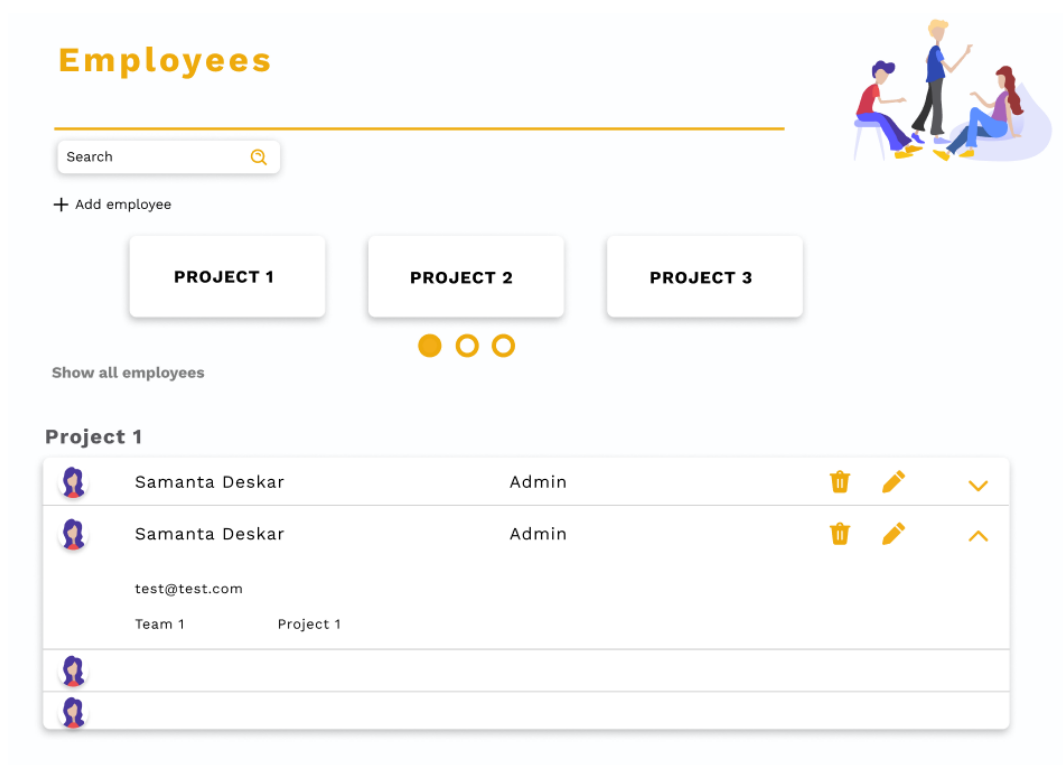 Employees
Search
Add employee
PROJECT 1 PROJECT 2 PROJECT 3
Show all employees
Project 1
Samanta Deskar Admin
Samanta Deskar Admin
test@test.com
Team 1 Project 1